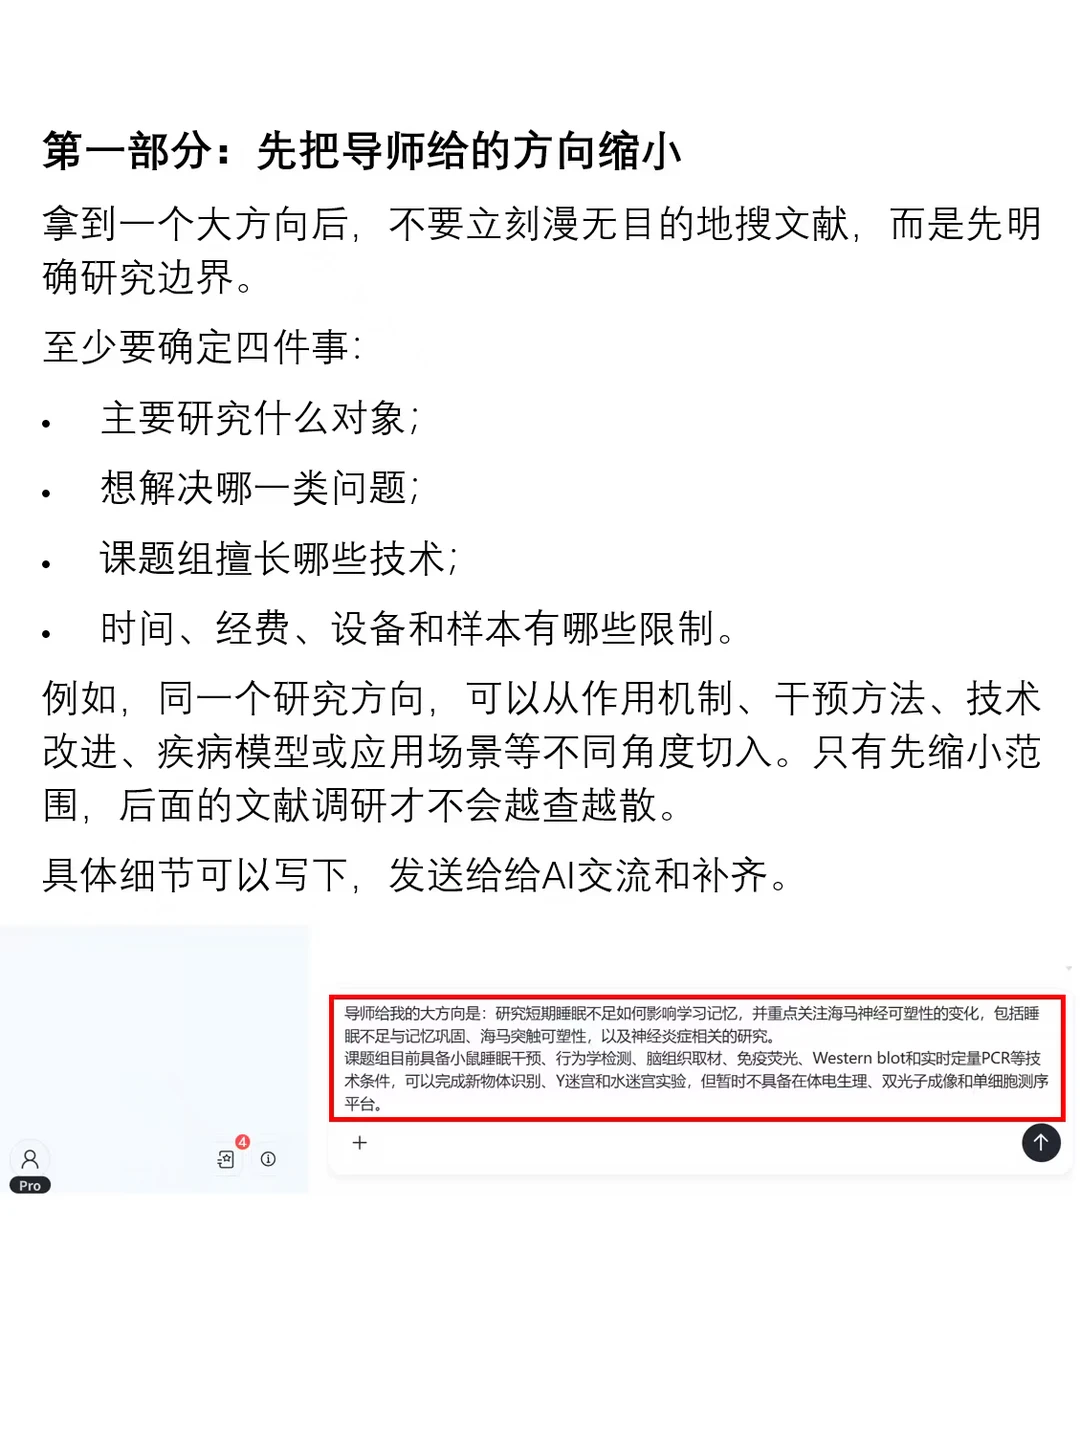 第一部分：先把导师给的方向缩小
拿到一个大方向后，不要立刻漫无目的地搜文献，而是先明
确研究边界。
至少要确定四件事：
• 主要研究什么对象；
• 想解决哪一类问题；
• 课题组擅长哪些技术；
• 时间、经费、设备和样本有哪些限制。
例如，同一个研究方向，可以从作用机制、干预方法、技术
改进、疾病模型或应用场景等不同角度切入。只有先缩小范
围，后面的文献调研才不会越查越散。
具体细节可以写下，发送给给AI交流和补齐。
导师给我的大方向是：研究短期睡眠不足如何影响学习记忆，并重点关注海马神经可塑性的变化，包括睡
眠不足与记忆巩固、海马突触可塑性，以及神经炎症相关的研究。
课题组目前具备小鼠睡眠干预、行为学检测、脑组织取材、免疫荧光、Western blot和实时定量PCR等技
术条件，可以完成新物体识别、Y迷宫和水迷宫实验，但暂时不具备在体电生理、双光子成像和单细胞测序
平台。
4
Pro